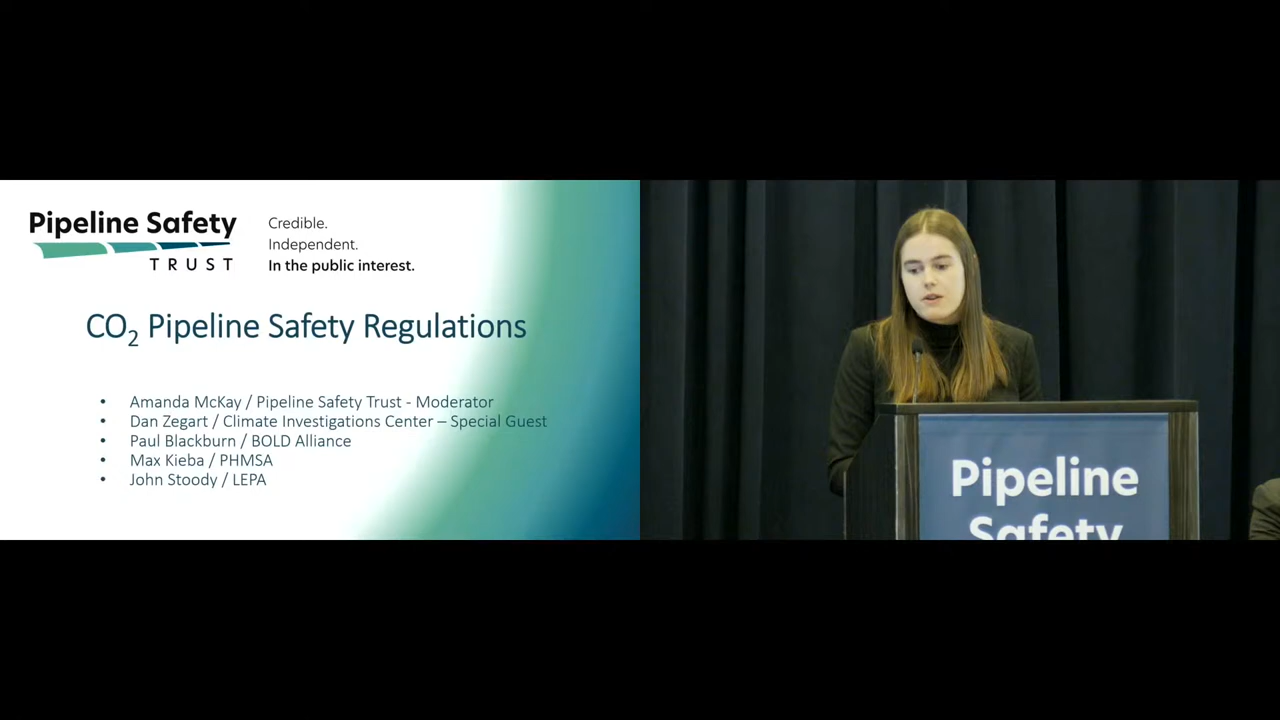 Pipeline Safety
TRUST
Credible.
Independent.
In the public interest.
CO₂ Pipeline Safety Regulations
• Amanda McKay / Pipeline Safety Trust - Moderator
• Dan Zegart / Climate Investigations Center – Special Guest
• Paul Blackburn / BOLD Alliance
• Max Kieba / PHMSA
• John Stoody / LEPA
Pipeline
Safety